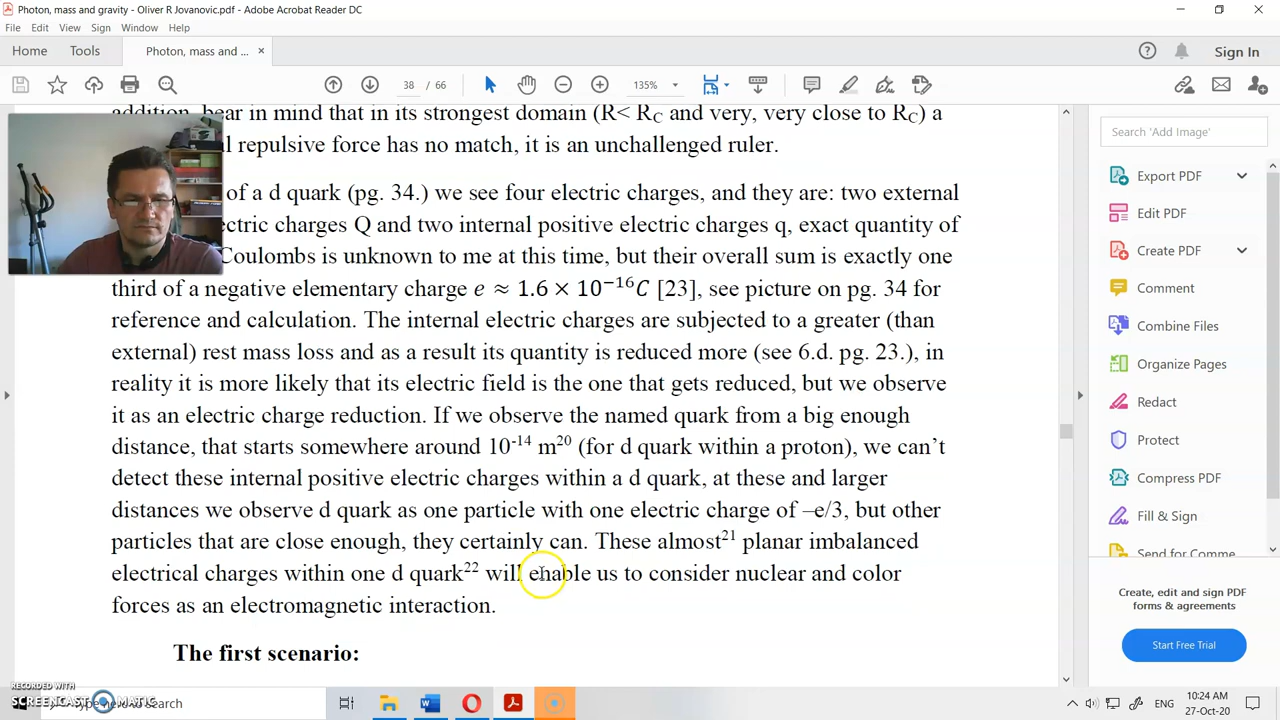 Photon, mass and gravity - Oliver R Jovanovic.pdf - Adobe Acrobat Reader DC
File Edit View Sign Window Help
Home Tools Photon, mass and ... × Sign In
38 / 66 135%
addition, bear in mind that in its strongest domain (R< RC and very, very close to RC) a
l repulsive force has no match, it is an unchallenged ruler.
of a d quark (pg. 34.) we see four electric charges, and they are: two external
ectric charges Q and two internal positive electric charges q, exact quantity of
Coulombs is unknown to me at this time, but their overall sum is exactly one
third of a negative elementary charge e ≈ 1.6 × 10⁻¹⁶C [23], see picture on pg. 34 for
reference and calculation. The internal electric charges are subjected to a greater (than
external) rest mass loss and as a result its quantity is reduced more (see 6.d. pg. 23.), in
reality it is more likely that its electric field is the one that gets reduced, but we observe
it as an electric charge reduction. If we observe the named quark from a big enough
distance, that starts somewhere around 10⁻¹⁴ m²⁰ (for d quark within a proton), we can't
detect these internal positive electric charges within a d quark, at these and larger
distances we observe d quark as one particle with one electric charge of –e/3, but other
particles that are close enough, they certainly can. These almost²¹ planar imbalanced
electrical charges within one d quark²² will enable us to consider nuclear and color
forces as an electromagnetic interaction.
The first scenario:
Search 'Add Image'
Export PDF
Edit PDF
Create PDF
Comment
Combine Files
Organize Pages
Redact
Protect
Compress PDF
Fill & Sign
Send for Comme
Create, edit and sign PDF
forms & agreements
Start Free Trial
RECORDED WITH
SCREENCAST MATIC
here to search
ENG
10:24 AM
27-Oct-20